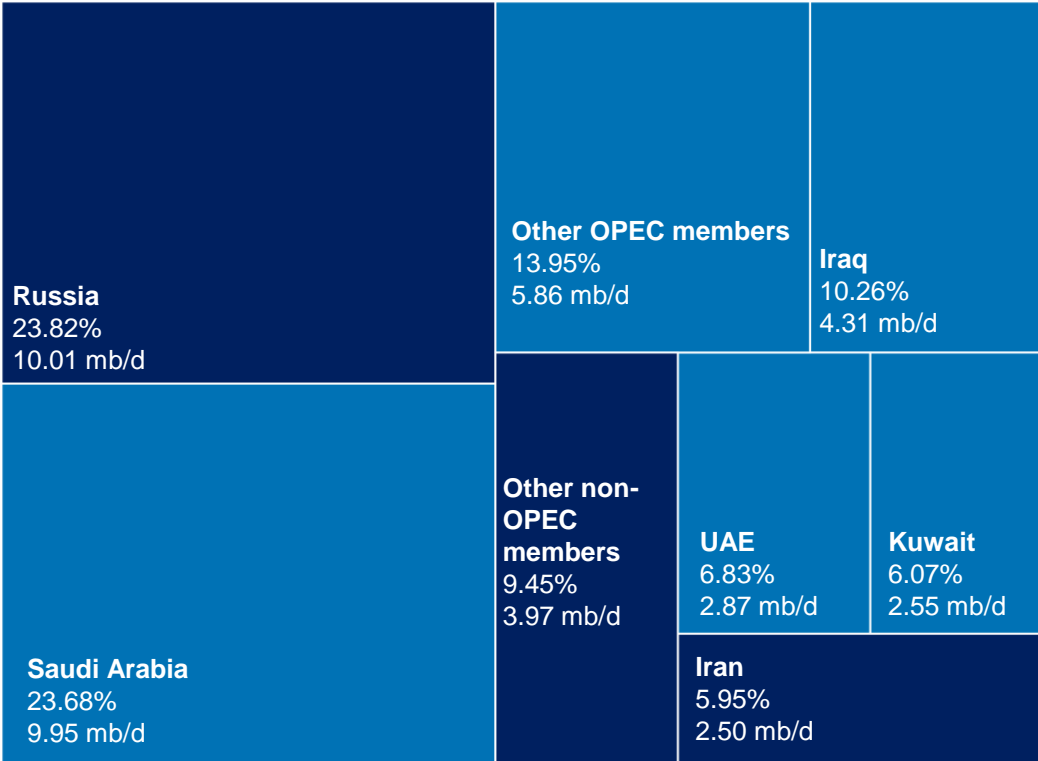 Russia
23.82%
10.01 mb/d
Saudi Arabia
23.68%
9.95 mb/d
Other OPEC members
13.95%
5.86 mb/d
Iraq
10.26%
4.31 mb/d
Other non-
OPEC
members
9.45%
3.97 mb/d
UAE
6.83%
2.87 mb/d
Kuwait
6.07%
2.55 mb/d
Iran
5.95%
2.50 mb/d